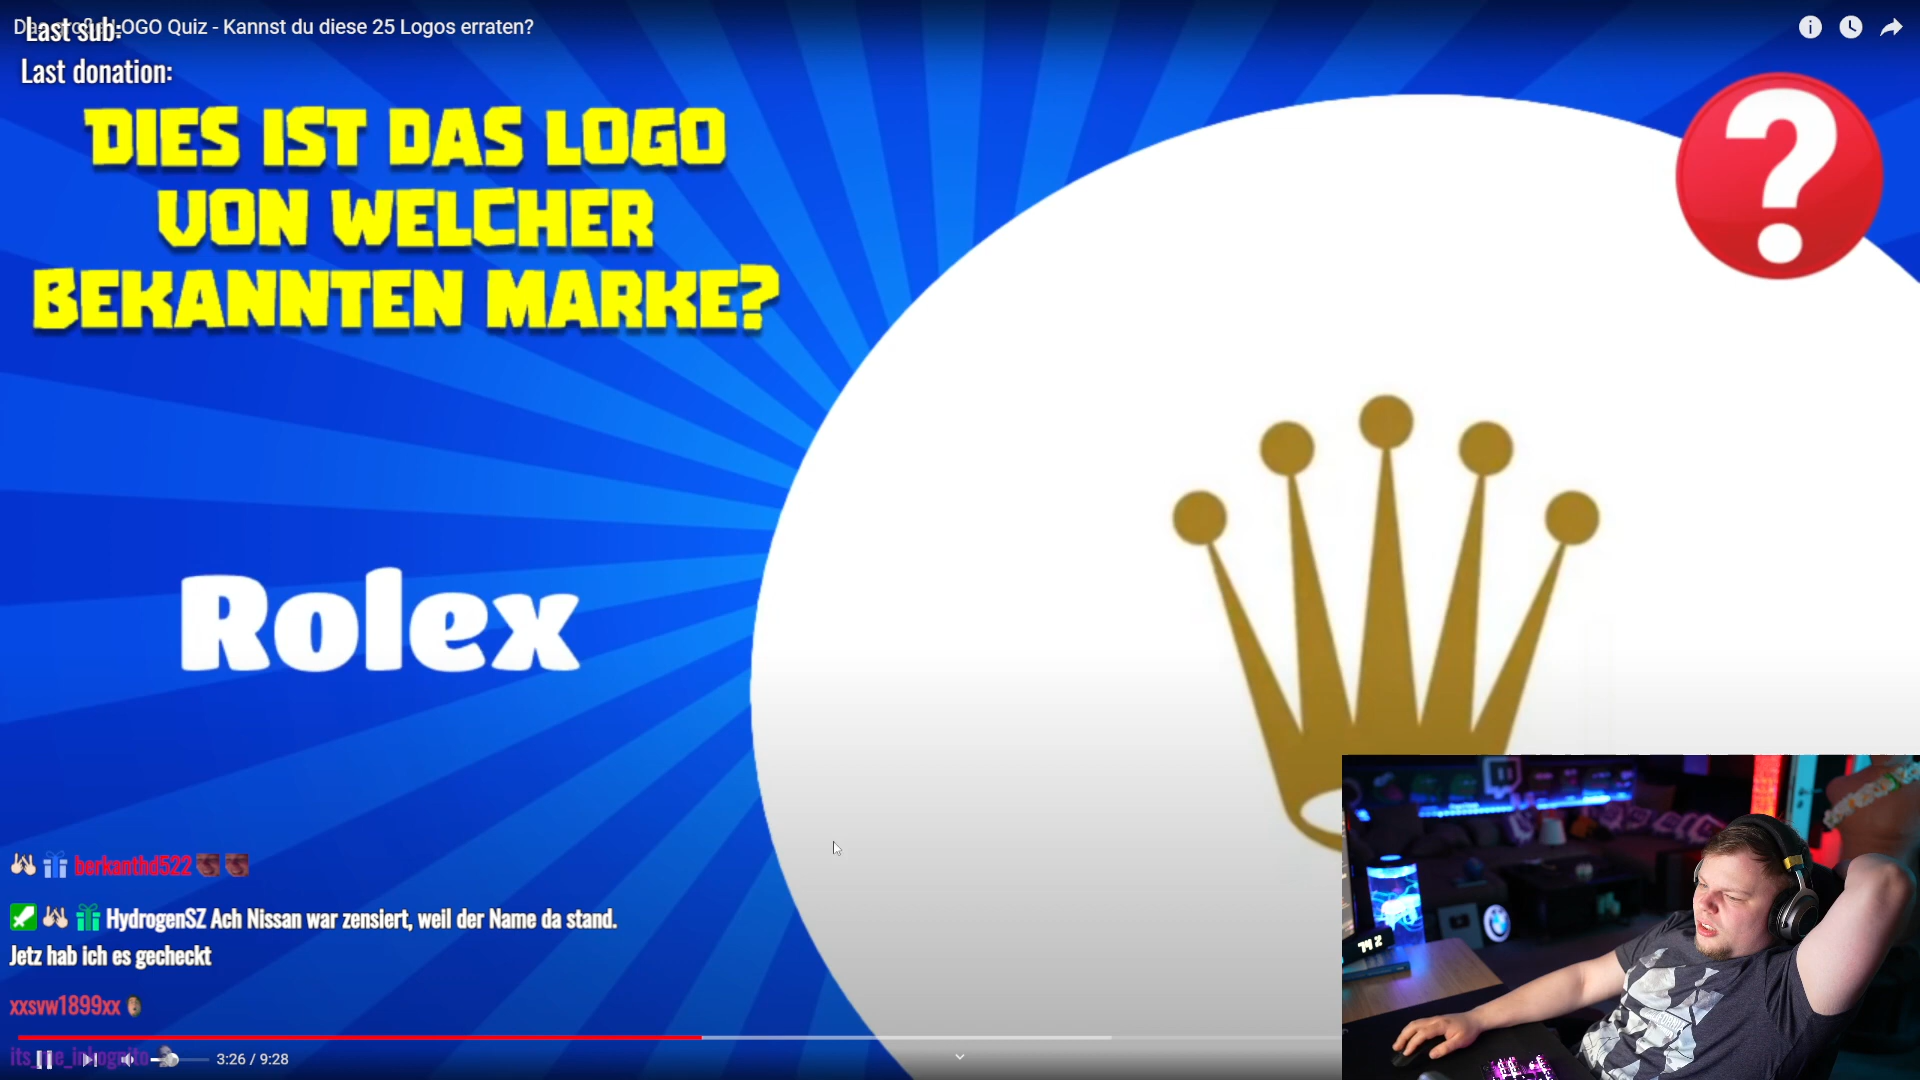 LOGO Quiz - Kannst du diese 25 Logos erraten?
Last sub:
Last donation:
DIES IST DAS LOGO
VON WELCHER
BEKANNTEN MARKE?
?
Rolex
berkanthd522
HydrogenSZ Ach Nissan war zensiert, weil der Name da stand.
Jetz hab ich es gecheckt
xxsvw1899xx
3:26 / 9:28